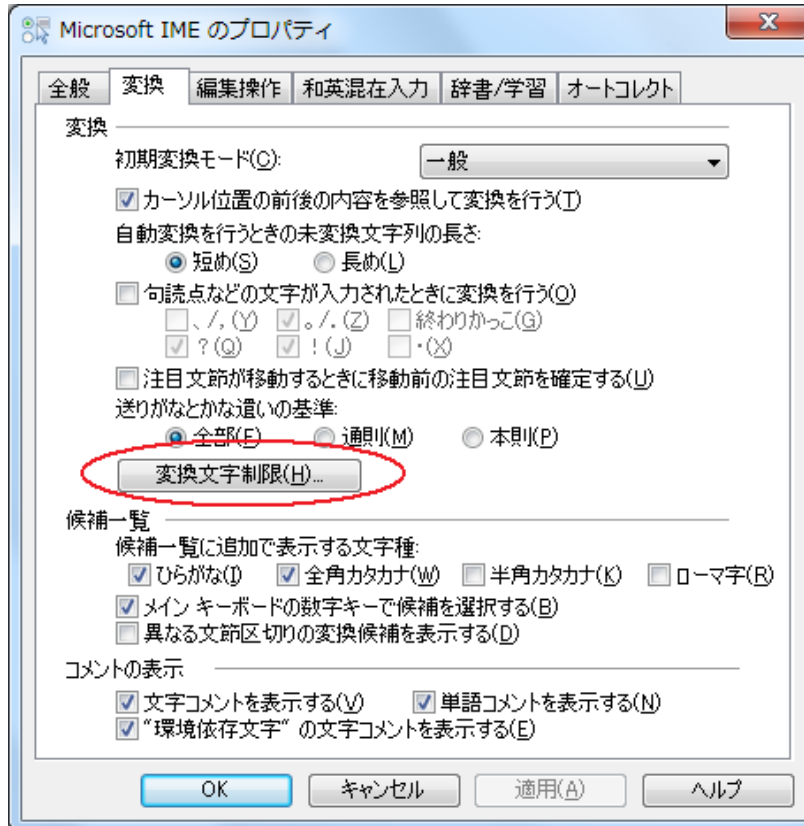 Microsoft IME のプロパティ
全般 変換 編集操作 和英混在入力 辞書/学習 オートコレクト
変換
初期変換モード(C): 一般
カーソル位置の前後の内容を参照して変換を行う(T)
自動変換を行うときの未変換文字列の長さ:
短め(S) 長め(L)
句読点などの文字が入力されたときに変換を行う(O)
、/,(Y) 。/.(Z) 終わりかっこ(G)
?(Q) !(J) ・(X)
注目文節が移動するときに移動前の注目文節を確定する(U)
送りがなとかな遣いの基準:
全部(F) 通則(M) 本則(P)
変換文字制限(H)...
候補一覧
候補一覧に追加で表示する文字種:
ひらがな(I) 全角カタカナ(W) 半角カタカナ(K) ローマ字(R)
メイン キーボードの数字キーで候補を選択する(B)
異なる文節区切りの変換候補を表示する(D)
コメントの表示
文字コメントを表示する(V) 単語コメントを表示する(N)
“環境依存文字“ の文字コメントを表示する(E)
OK キャンセル 適用(A) ヘルプ